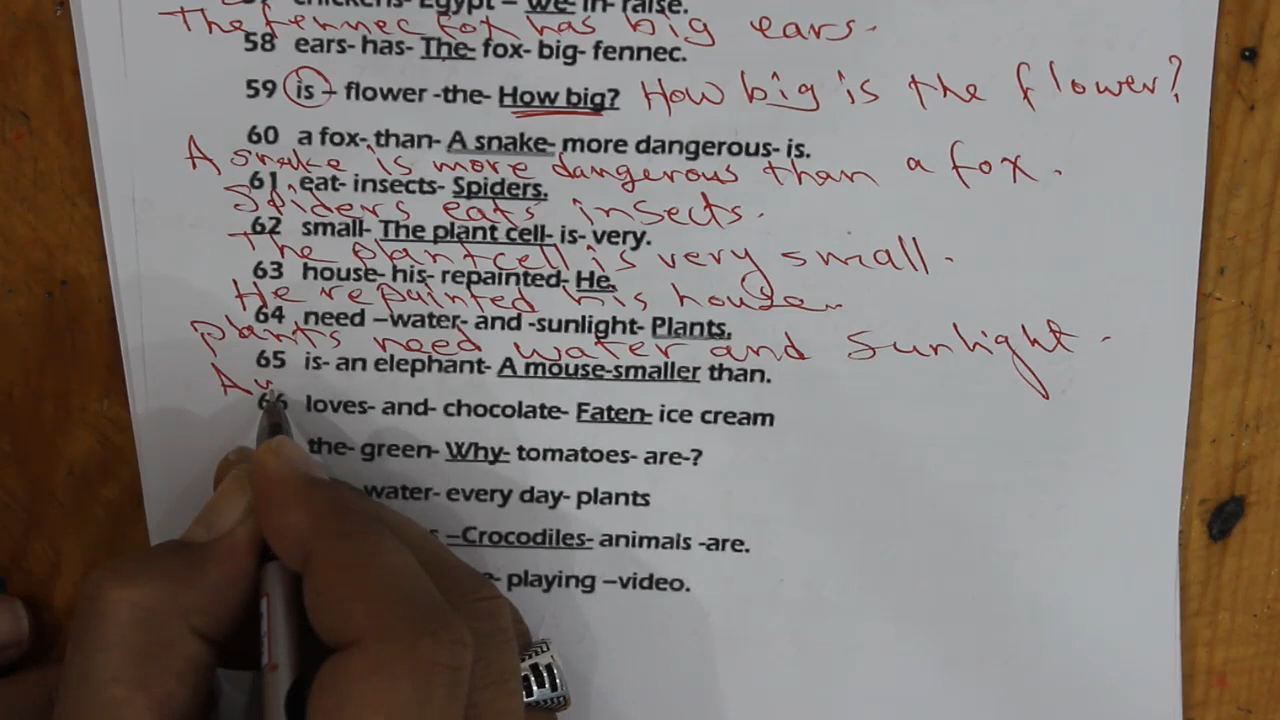 chickens- Egypt – we in- raise.
The fennec fox has big ears.
58 ears- has- The- fox- big- fennec.
59 is – flower -the- How big? How big is the flower?
60 a fox- than- A snake- more dangerous- is.
A snake is more dangerous than a fox.
61 eat- insects- Spiders.
Spiders eats insects.
62 small- The plant cell- is- very.
The plant cell is very small.
63 house- his- repainted- He.
He repainted his house.
64 need –water- and -sunlight- Plants.
plants need water and sunlight.
65 is- an elephant- A mouse-smaller than.
A
66 loves- and- chocolate- Faten- ice cream
the- green- Why- tomatoes- are-?
water- every day- plants
–Crocodiles- animals -are.
playing –video.